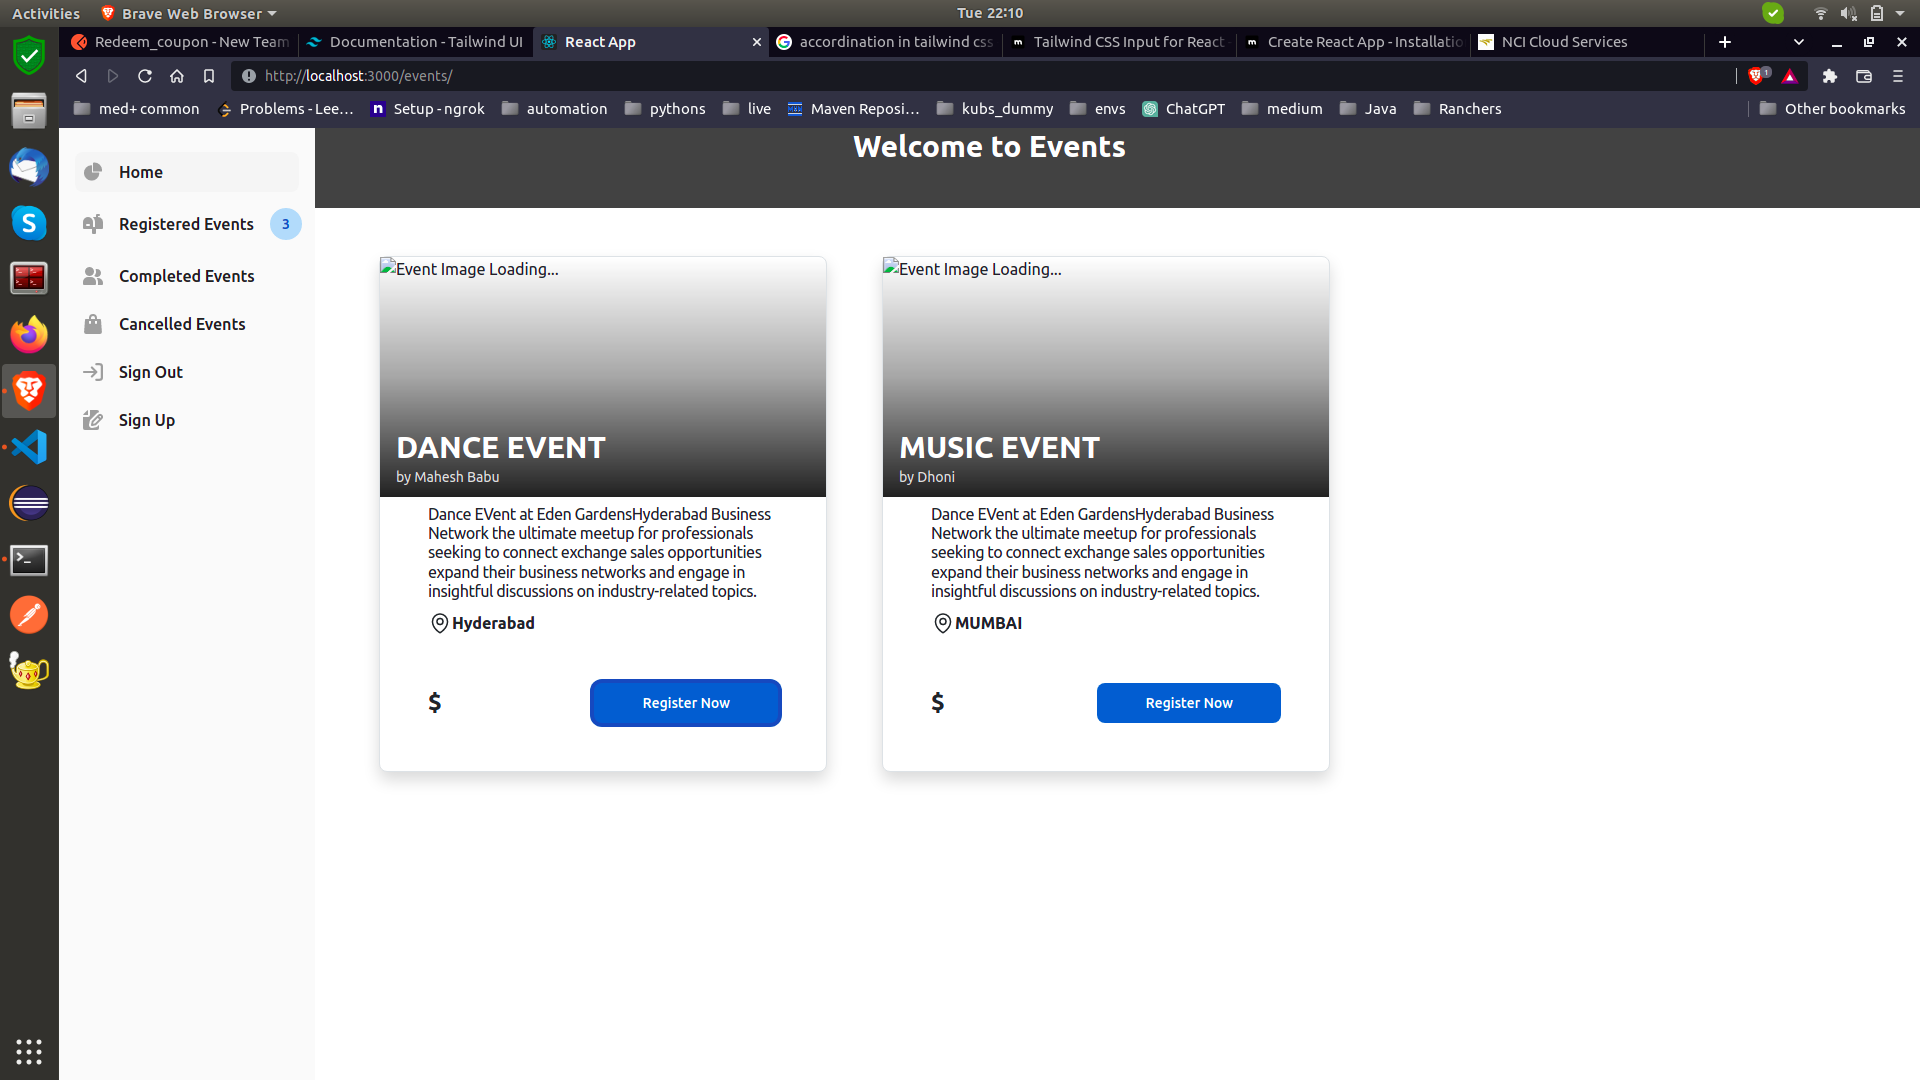 Activities Brave Web Browser Tue 22:10
Redeem_coupon - New Team Documentation - Tailwind UI React App accordination in tailwind css Tailwind CSS Input for React Create React App - Installatio NCI Cloud Services
http://localhost:3000/events/ 1
med+ common Problems - Lee... Setup - ngrok automation pythons live Maven Reposi... kubs_dummy envs ChatGPT medium Java Ranchers Other bookmarks
Welcome to Events
Home
Registered Events 3
Completed Events
Cancelled Events
Sign Out
Sign Up
Event Image Loading...
DANCE EVENT
by Mahesh Babu
Dance EVent at Eden GardensHyderabad Business
Network the ultimate meetup for professionals
seeking to connect exchange sales opportunities
expand their business networks and engage in
insightful discussions on industry-related topics.
Hyderabad
$ Register Now
Event Image Loading...
MUSIC EVENT
by Dhoni
Dance EVent at Eden GardensHyderabad Business
Network the ultimate meetup for professionals
seeking to connect exchange sales opportunities
expand their business networks and engage in
insightful discussions on industry-related topics.
MUMBAI
$ Register Now